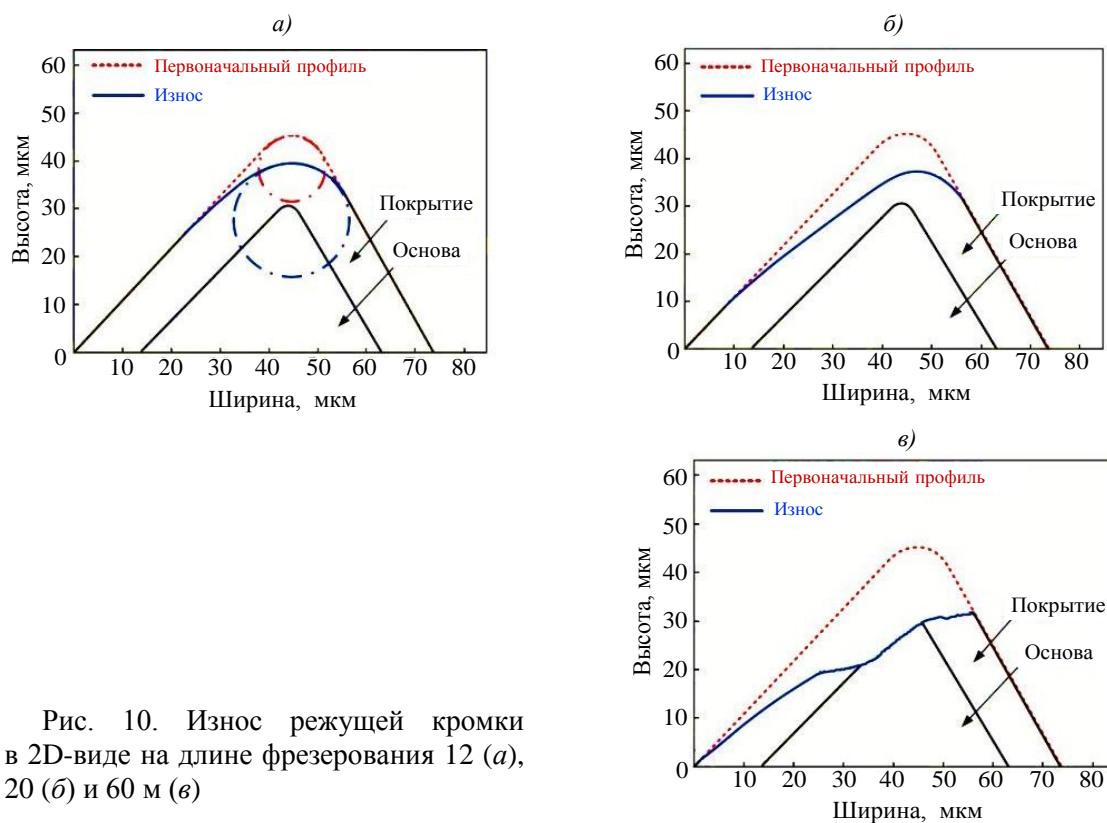 а)
60
50
40
30
20
10
0
Высота, мкм
Первоначальный профиль
Износ
Покрытие
Основа
10 20 30 40 50 60 70 80
Ширина, мкм
б)
60
50
40
30
20
10
0
Высота, мкм
Первоначальный профиль
Износ
Покрытие
Основа
10 20 30 40 50 60 70 80
Ширина, мкм
в)
60
50
40
30
20
10
0
Высота, мкм
Первоначальный профиль
Износ
Покрытие
Основа
10 20 30 40 50 60 70 80
Ширина, мкм
Рис. 10. Износ режущей кромки
в 2D-виде на длине фрезерования 12 (а),
20 (б) и 60 м (в)